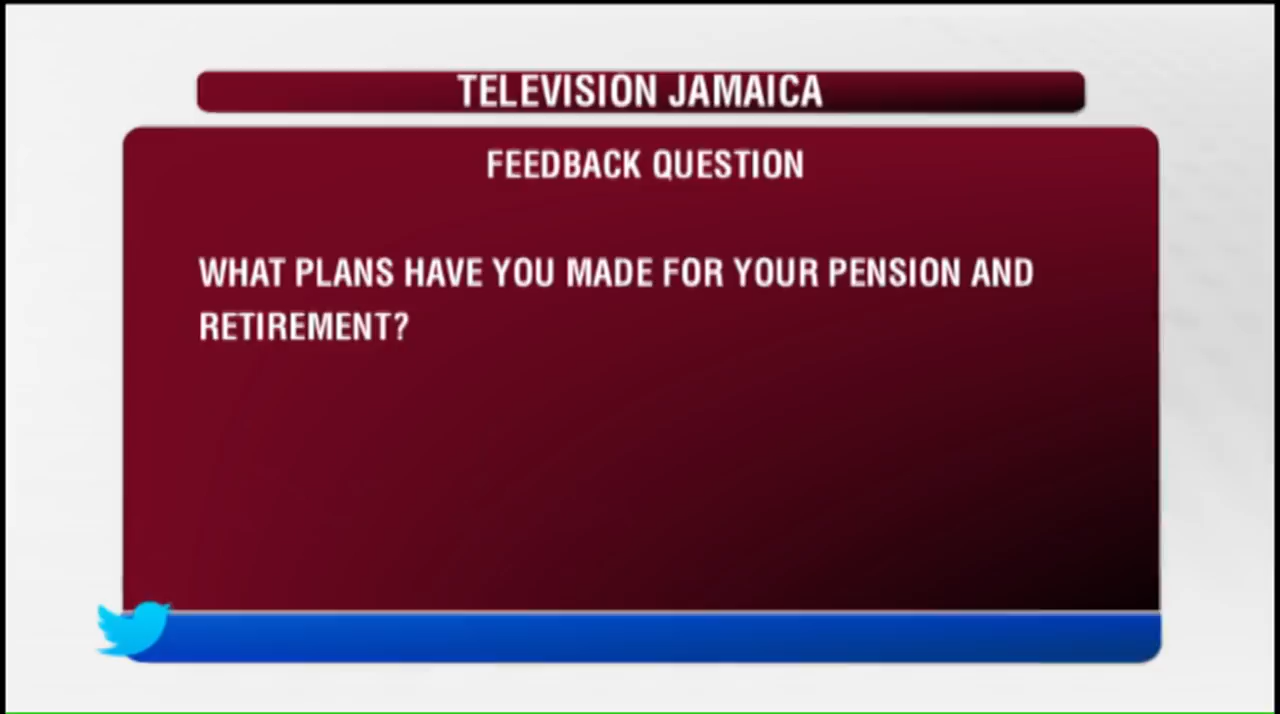 TELEVISION JAMAICA
FEEDBACK QUESTION
WHAT PLANS HAVE YOU MADE FOR YOUR PENSION AND
RETIREMENT?